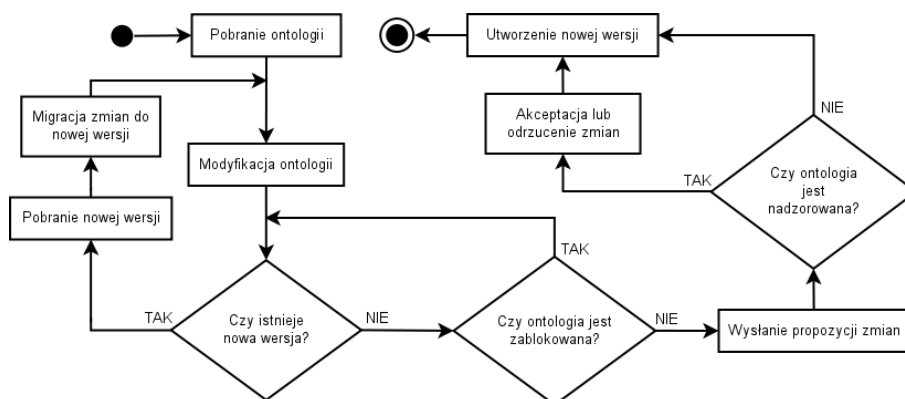 Pobranie ontologii
Utworzenie nowej wersji
Migracja zmian do
nowej wersji
Akceptacja lub
odrzucenie zmian
NIE
Modyfikacja ontologii
TAK
Czy ontologia
jest
nadzorowana?
Pobranie nowej wersji
TAK
TAK
Czy istnieje
nowa wersja?
NIE
Czy ontologia jest
zablokowana?
NIE
Wysłanie propozycji zmian